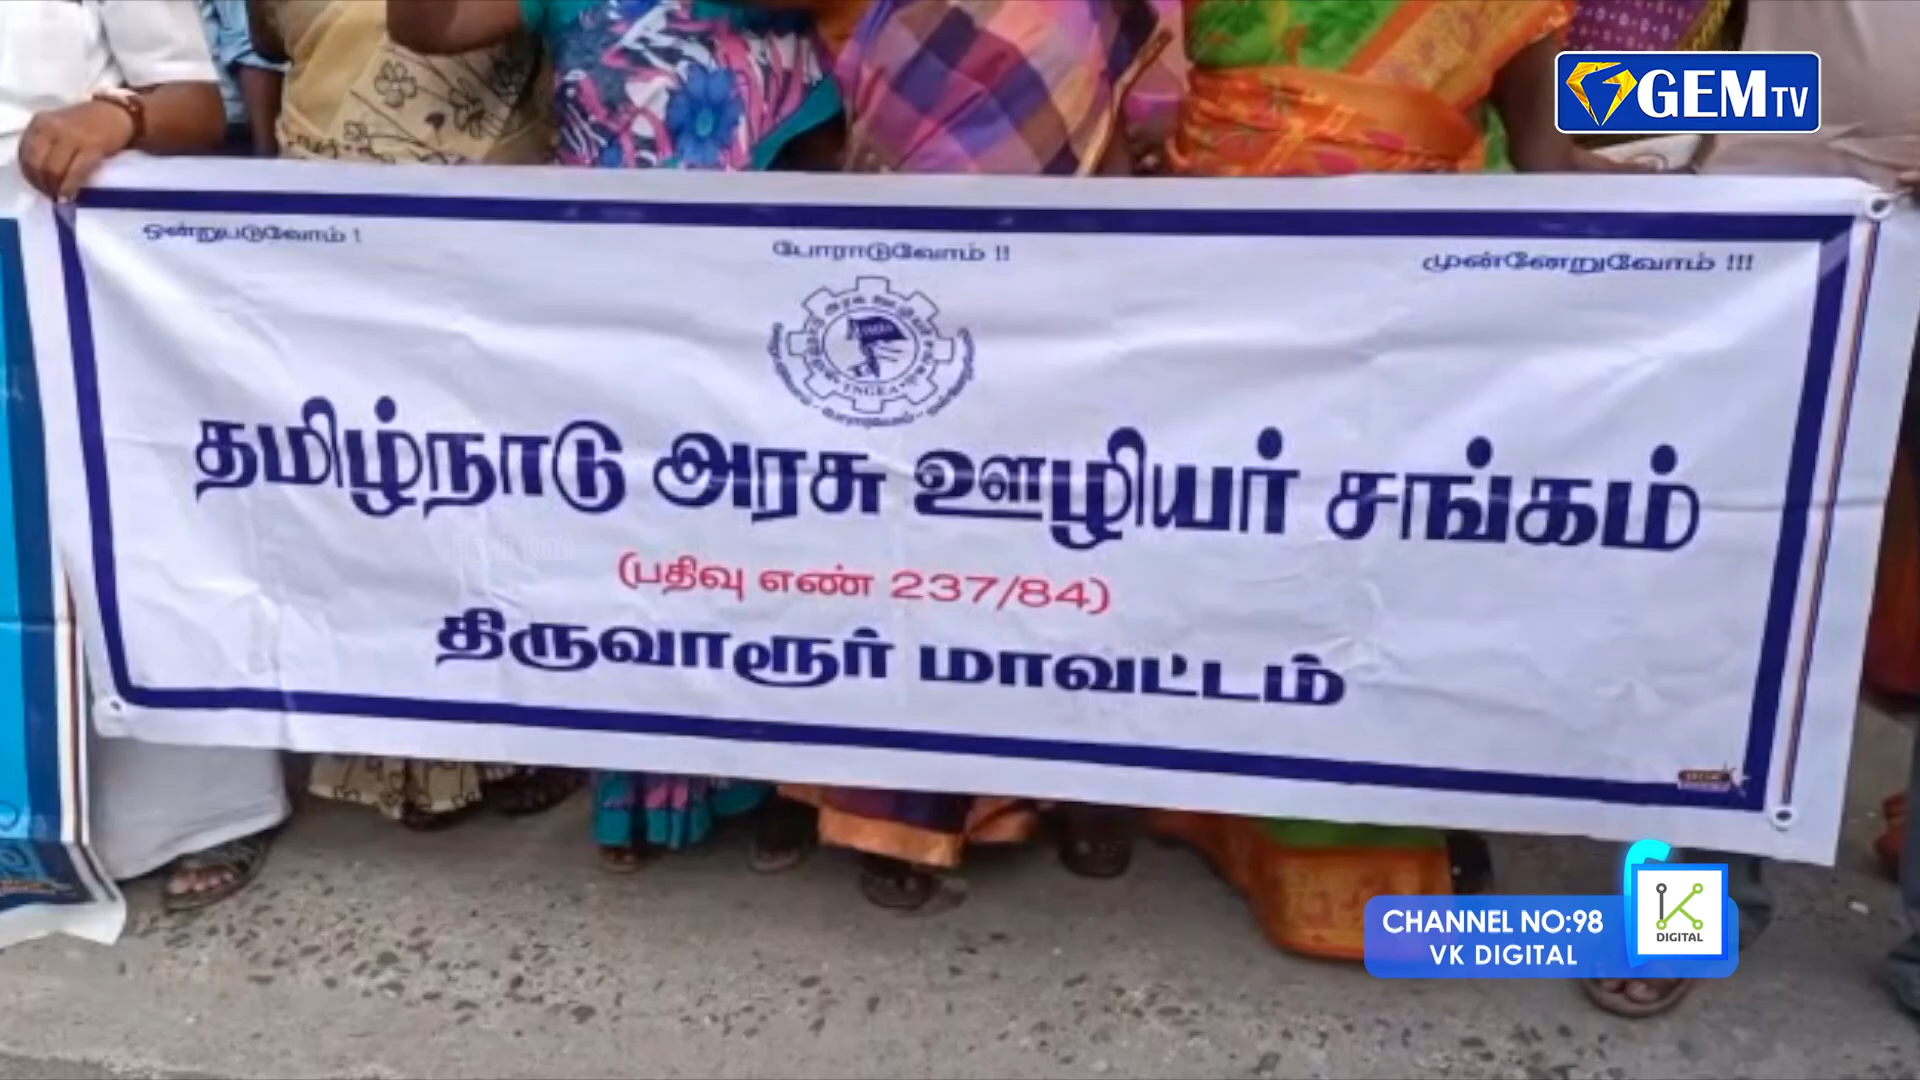 GEM TV
ஒன்றுபடுவோம் !
போராடுவோம் !!
முன்னேறுவோம் !!!
TNGEA
தமிழ்நாடு அரசு ஊழியர் சங்கம்
(பதிவு எண் 237/84)
திருவாரூர் மாவட்டம்
CHANNEL NO:98
VK DIGITAL
DIGITAL